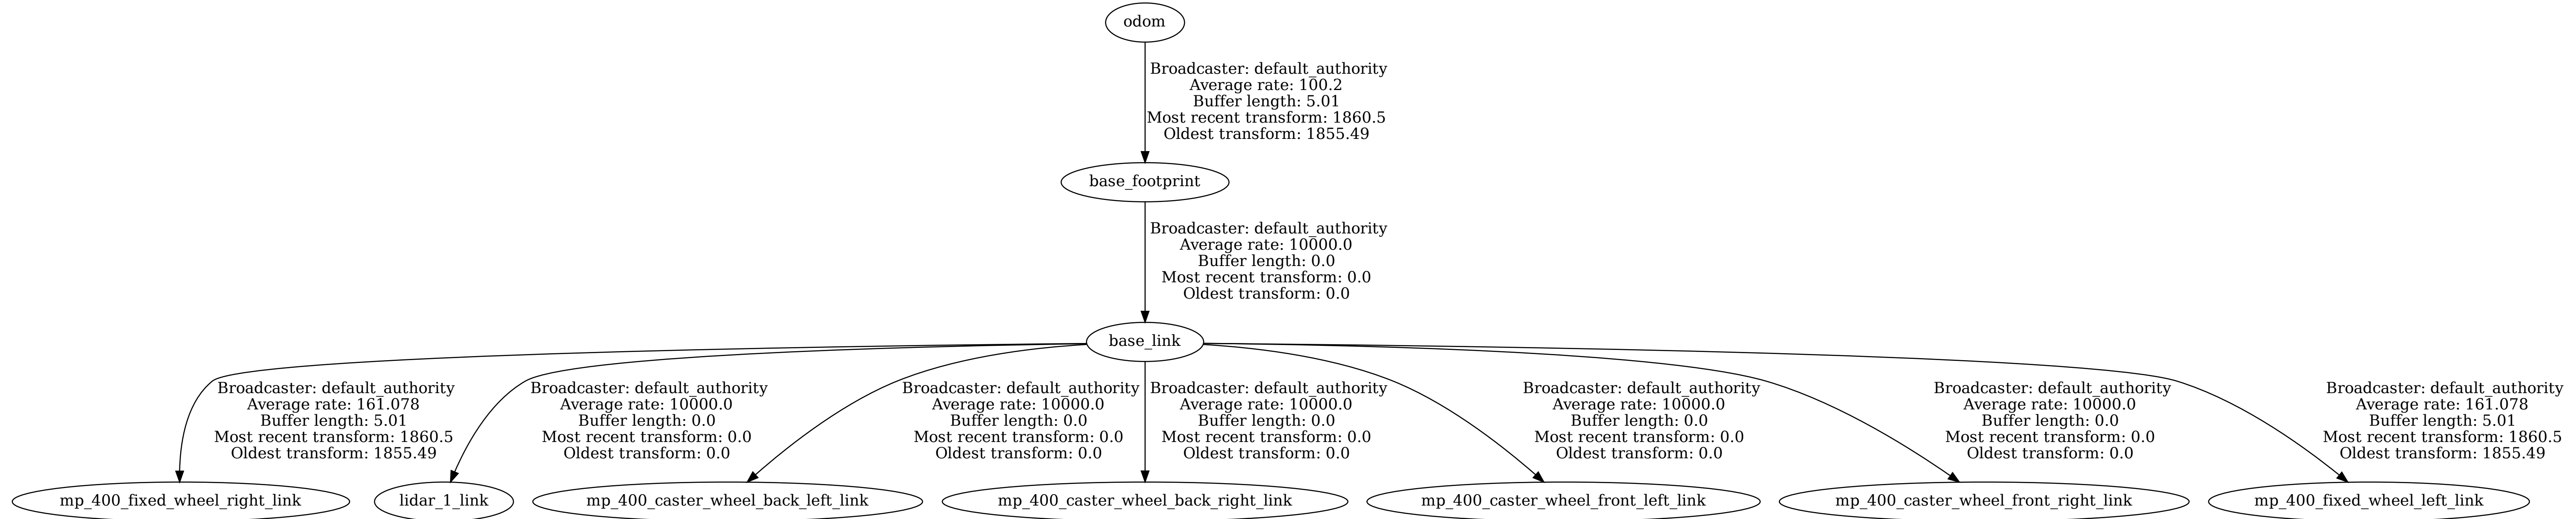 odom
Broadcaster: default_authority
Average rate: 100.2
Buffer length: 5.01
Most recent transform: 1860.5
Oldest transform: 1855.49
base_footprint
Broadcaster: default_authority
Average rate: 10000.0
Buffer length: 0.0
Most recent transform: 0.0
Oldest transform: 0.0
base_link
Broadcaster: default_authority
Average rate: 161.078
Buffer length: 5.01
Most recent transform: 1860.5
Oldest transform: 1855.49
Broadcaster: default_authority
Average rate: 10000.0
Buffer length: 0.0
Most recent transform: 0.0
Oldest transform: 0.0
Broadcaster: default_authority
Average rate: 10000.0
Buffer length: 0.0
Most recent transform: 0.0
Oldest transform: 0.0
Broadcaster: default_authority
Average rate: 10000.0
Buffer length: 0.0
Most recent transform: 0.0
Oldest transform: 0.0
Broadcaster: default_authority
Average rate: 10000.0
Buffer length: 0.0
Most recent transform: 0.0
Oldest transform: 0.0
Broadcaster: default_authority
Average rate: 10000.0
Buffer length: 0.0
Most recent transform: 0.0
Oldest transform: 0.0
Broadcaster: default_authority
Average rate: 161.078
Buffer length: 5.01
Most recent transform: 1860.5
Oldest transform: 1855.49
mp_400_fixed_wheel_right_link
lidar_1_link
mp_400_caster_wheel_back_left_link
mp_400_caster_wheel_back_right_link
mp_400_caster_wheel_front_left_link
mp_400_caster_wheel_front_right_link
mp_400_fixed_wheel_left_link